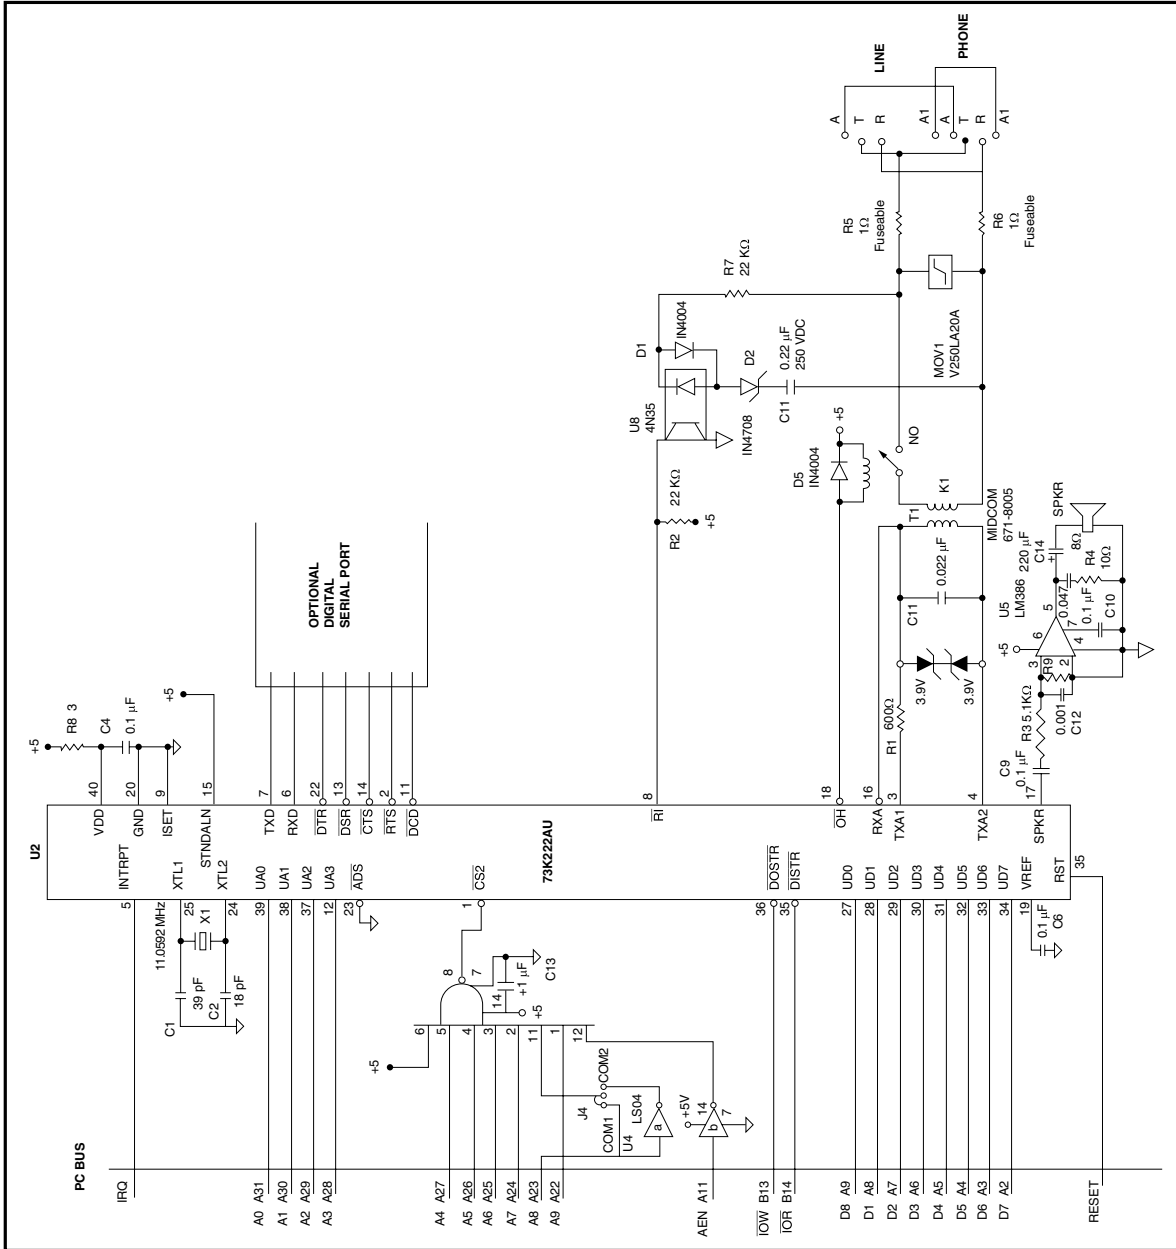 LINE
PHONE
A
T
R
A1
A
T
R
A1
R5
1Ω
Fuseable
R6
1Ω
Fuseable
R7
22 KΩ
MOV1
V250LA20A
D1
IN4004
U8
4N35
D2
IN4708
C11
0.22 µF
250 VDC
R2
22 KΩ
+5
D5
IN4004
+5
NO
K1
T1
MIDCOM
671-8005
C11
0.022 µF
3.9V
3.9V
R1
600Ω
SPKR
8Ω
C14
220 µF
+
R4
10Ω
0.047
0.1 µF
C10
U5
LM386
+5
6
5
7
4
3
2
R9
R3 5.1KΩ
0.001
C12
C9
0.1 µF
OPTIONAL
DIGITAL
SERIAL PORT
+5
R8 3
C4
0.1 µF
+5
U2
73K222AU
40
VDD
20
GND
9
ISET
15
STNDALN
7
TXD
6
RXD
22
DTR
13
DSR
14
CTS
2
RTS
11
DCD
8
RI
18
OH
16
RXA
3
TXA1
4
TXA2
17
SPKR
INTRPT
5
XTL1
25
XTL2
24
UA0
39
UA1
38
UA2
37
UA3
12
ADS
23
CS2
1
DOSTR
36
DISTR
35
UD0
27
UD1
28
UD2
29
UD3
30
UD4
31
UD5
32
UD6
33
UD7
34
VREF
19
RST
35
11.0592 MHz
X1
C1
39 pF
C2
18 pF
0.1 µF
C6
8
7
14
+1 µF
C13
+5
+5
6
5
4
3
2
11
1
12
J4
COM2
COM1
U4
LS04
a
+5V
14
b
7
PC BUS
IRQ
A0 A31
A1 A30
A2 A29
A3 A28
A4 A27
A5 A26
A6 A25
A7 A24
A8 A23
A9 A22
AEN A11
IOW B13
IOR B14
D8 A9
D1 A8
D2 A7
D3 A6
D4 A5
D5 A4
D6 A3
D7 A2
RESET